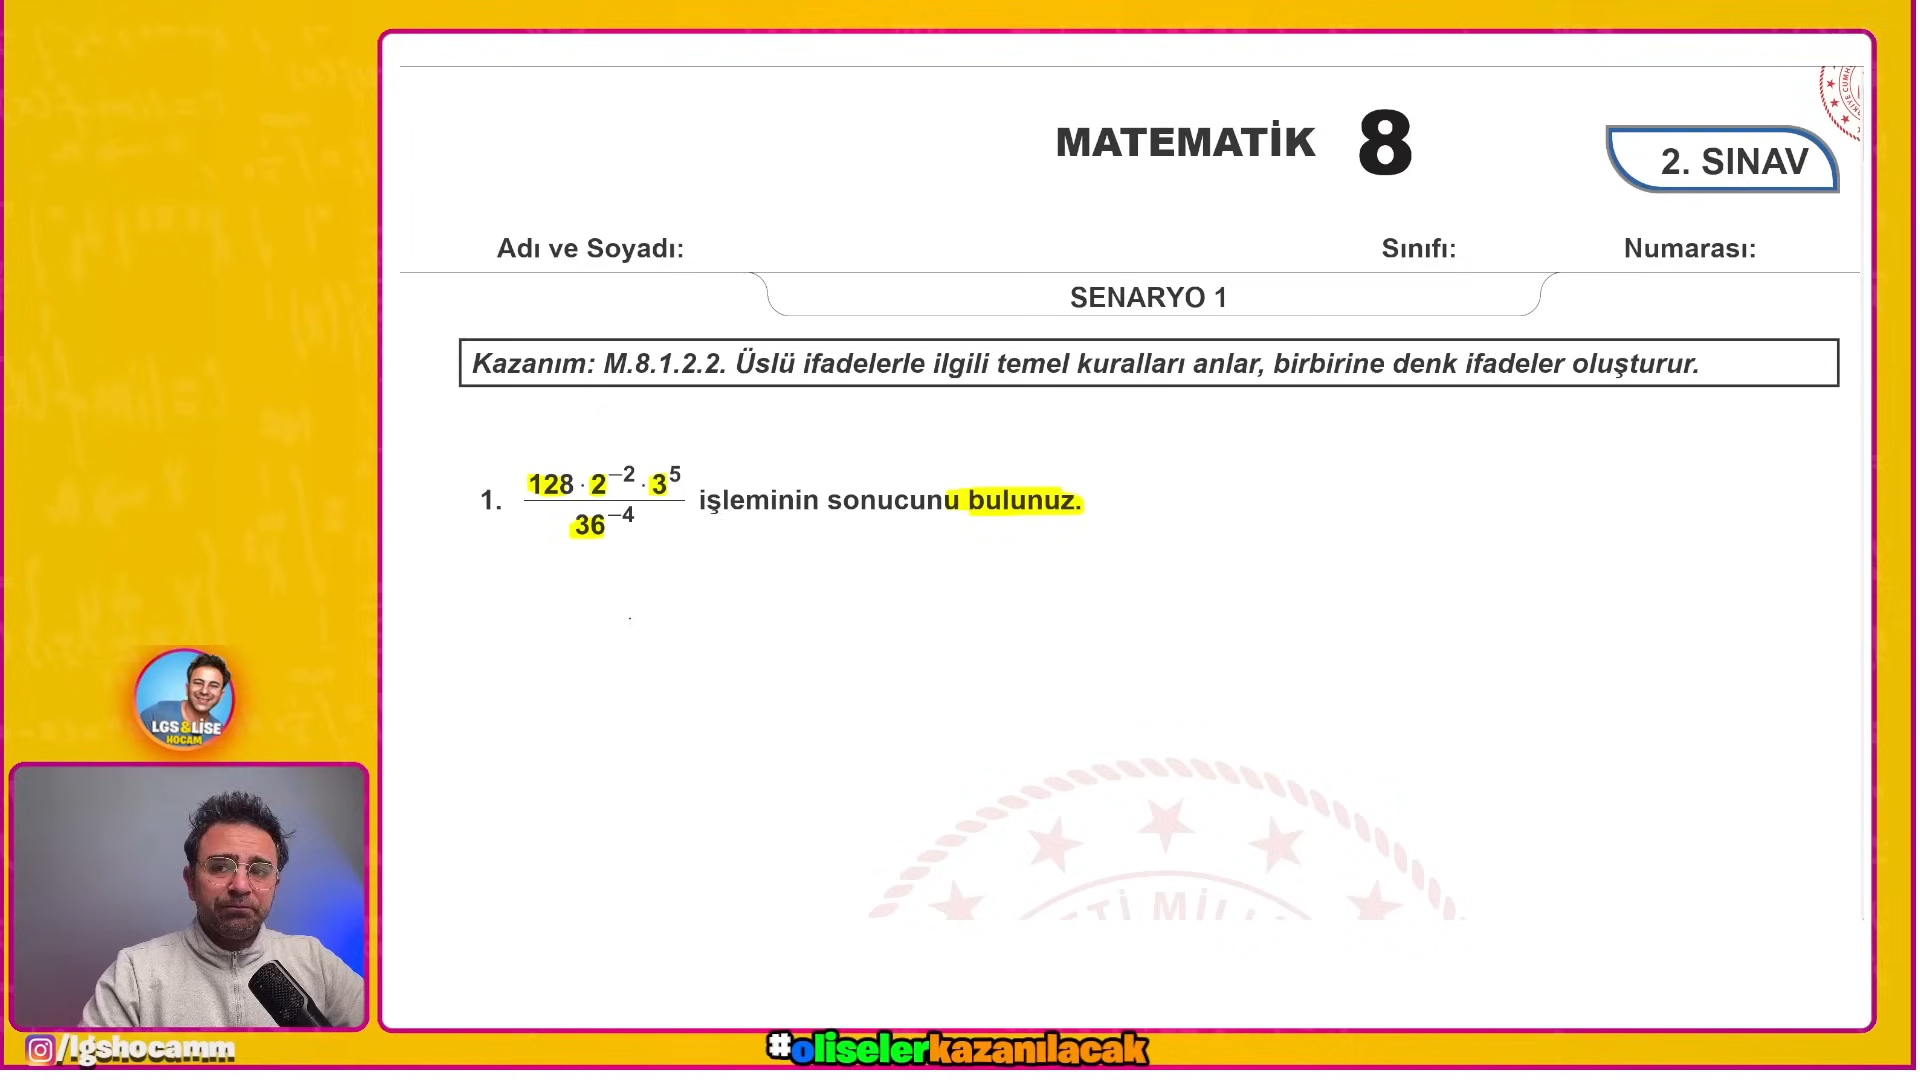 MATEMATİK 8
2. SINAV
Adı ve Soyadı: Sınıfı: Numarası:
SENARYO 1
Kazanım: M.8.1.2.2. Üslü ifadelerle ilgili temel kuralları anlar, birbirine denk ifadeler oluşturur.
1. 128 · 2⁻² · 3⁵ / 36⁻⁴ işleminin sonucunu bulunuz.
LGS&LİSE
HOCAM
/lgshocamm
#oliselerkazanılacak